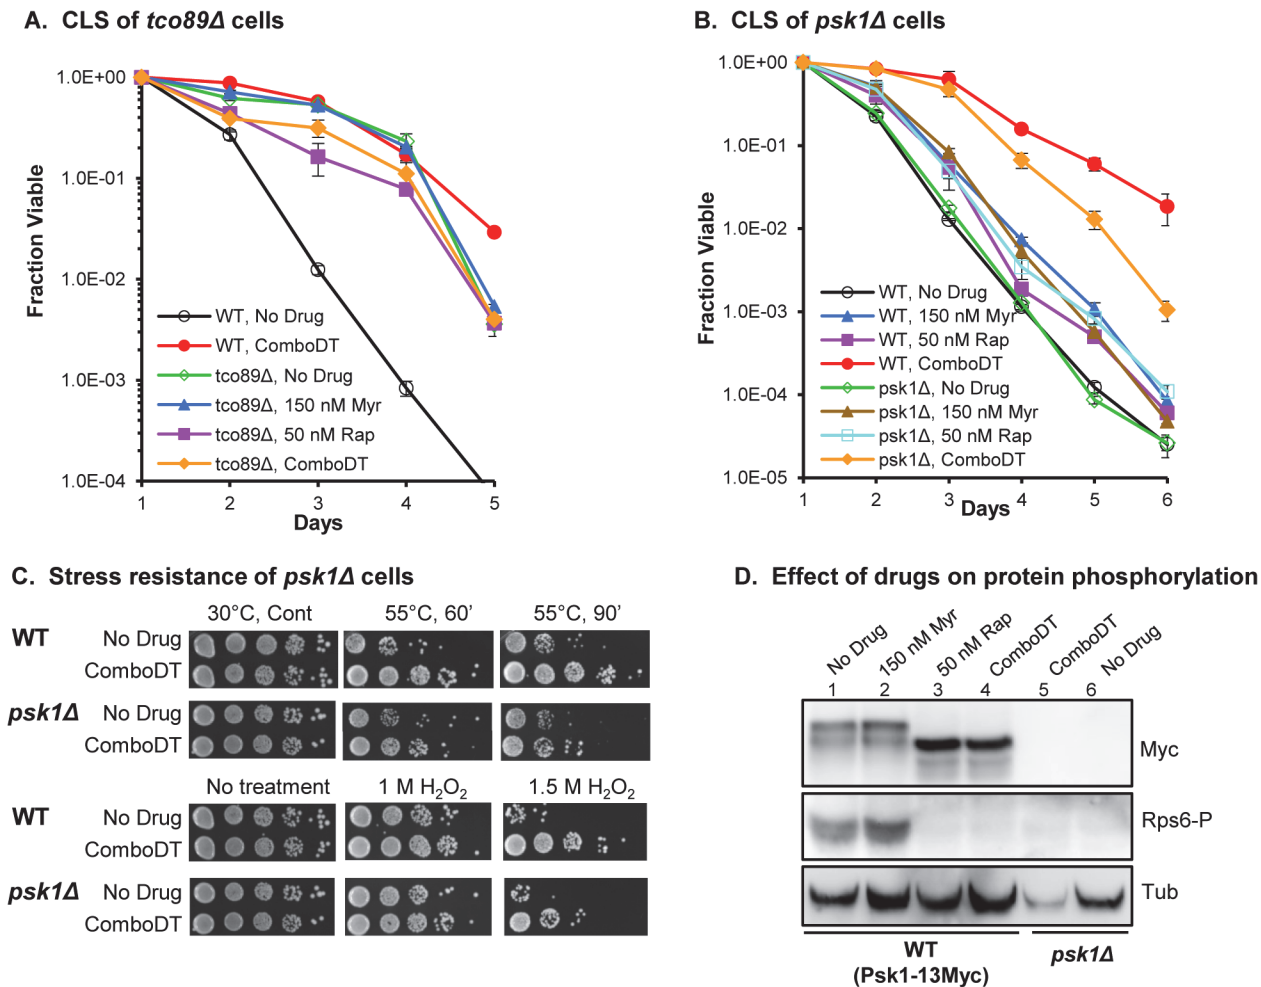 A. CLS of tco89Δ cells
1.0E+00
1.0E-01
1.0E-02
1.0E-03
1.0E-04
Fraction Viable
WT, No Drug
WT, ComboDT
tco89Δ, No Drug
tco89Δ, 150 nM Myr
tco89Δ, 50 nM Rap
tco89Δ, ComboDT
1 2 3 4 5
Days
B. CLS of psk1Δ cells
1.0E+00
1.0E-01
1.0E-02
1.0E-03
1.0E-04
1.0E-05
Fraction Viable
WT, No Drug
WT, 150 nM Myr
WT, 50 nM Rap
WT, ComboDT
psk1Δ, No Drug
psk1Δ, 150 nM Myr
psk1Δ, 50 nM Rap
psk1Δ, ComboDT
1 2 3 4 5 6
Days
C. Stress resistance of psk1Δ cells
30°C, Cont 55°C, 60’ 55°C, 90’
WT No Drug
ComboDT
psk1Δ No Drug
ComboDT
No treatment 1 M H₂O₂ 1.5 M H₂O₂
WT No Drug
ComboDT
psk1Δ No Drug
ComboDT
D. Effect of drugs on protein phosphorylation
No Drug 150 nM Myr 50 nM Rap ComboDT ComboDT No Drug
1 2 3 4 5 6
Myc
Rps6-P
Tub
WT psk1Δ
(Psk1-13Myc)